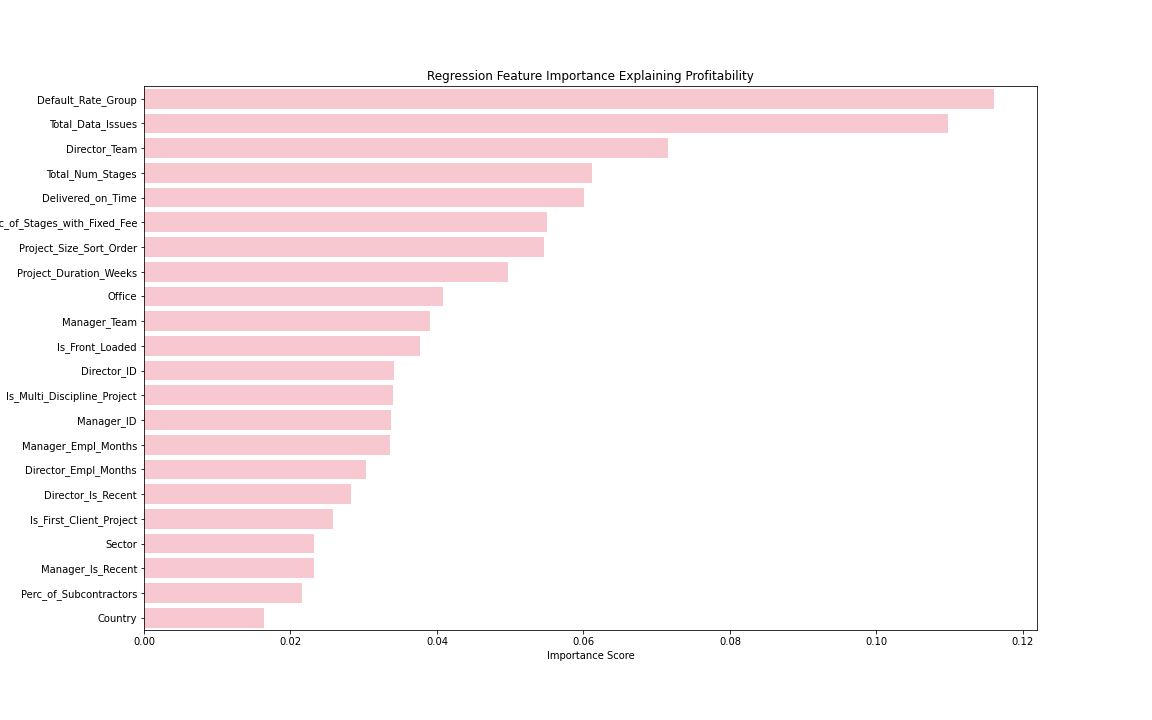 Regression Feature Importance Explaining Profitability
Default_Rate_Group
Total_Data_Issues
Director_Team
Total_Num_Stages
Delivered_on_Time
c_of_Stages_with_Fixed_Fee
Project_Size_Sort_Order
Project_Duration_Weeks
Office
Manager_Team
Is_Front_Loaded
Director_ID
Is_Multi_Discipline_Project
Manager_ID
Manager_Empl_Months
Director_Empl_Months
Director_Is_Recent
Is_First_Client_Project
Sector
Manager_Is_Recent
Perc_of_Subcontractors
Country
0.00 0.02 0.04 0.06 0.08 0.10 0.12
Importance Score